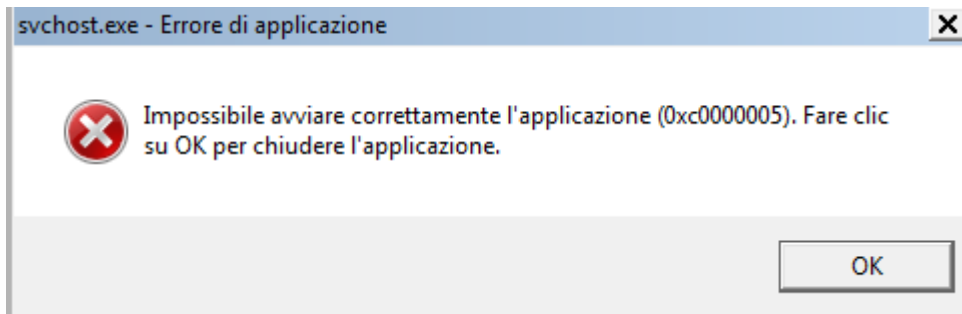 svchost.exe - Errore di applicazione
Impossibile avviare correttamente l'applicazione (0xc0000005). Fare clic
su OK per chiudere l'applicazione.
OK